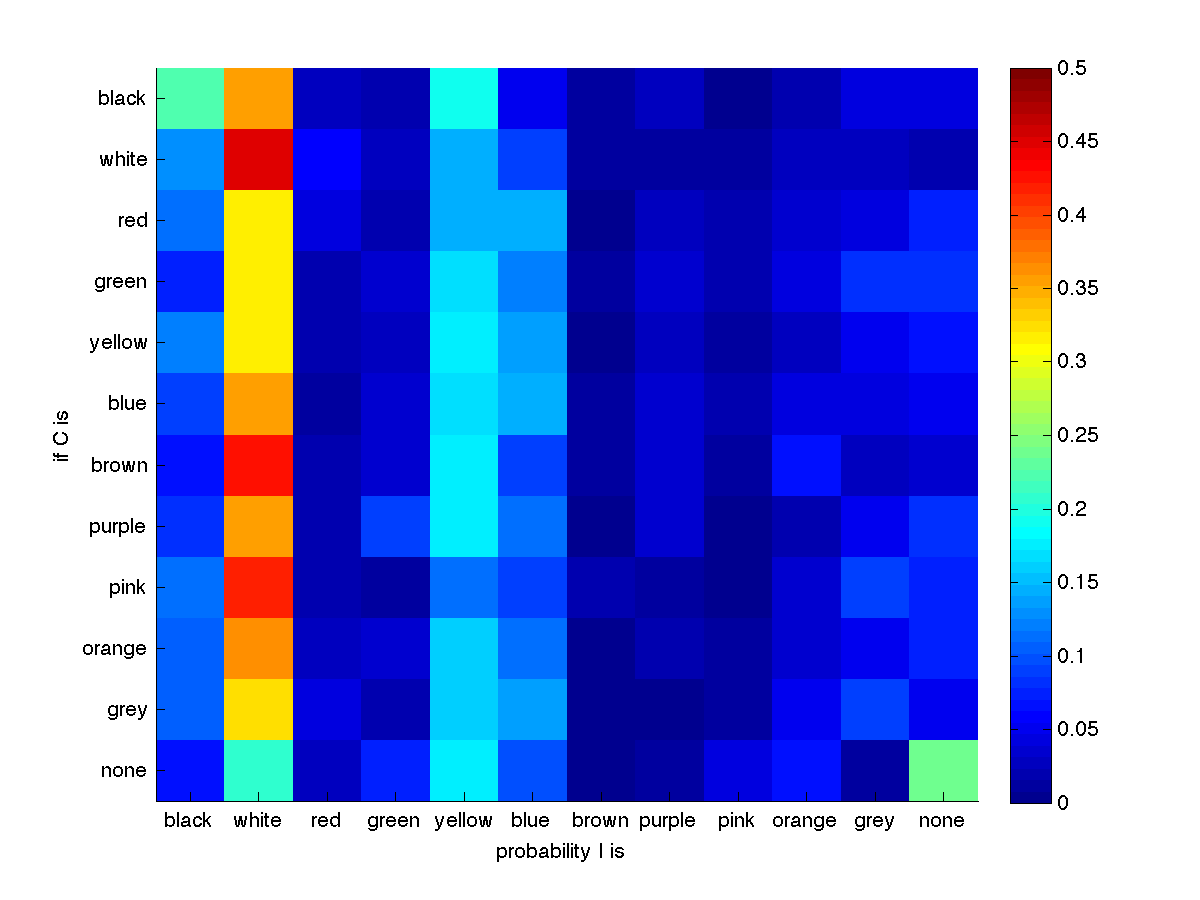 if C is
black
white
red
green
yellow
blue
brown
purple
pink
orange
grey
none
black white red green yellow blue brown purple pink orange grey none
probability I is
0.5
0.45
0.4
0.35
0.3
0.25
0.2
0.15
0.1
0.05
0